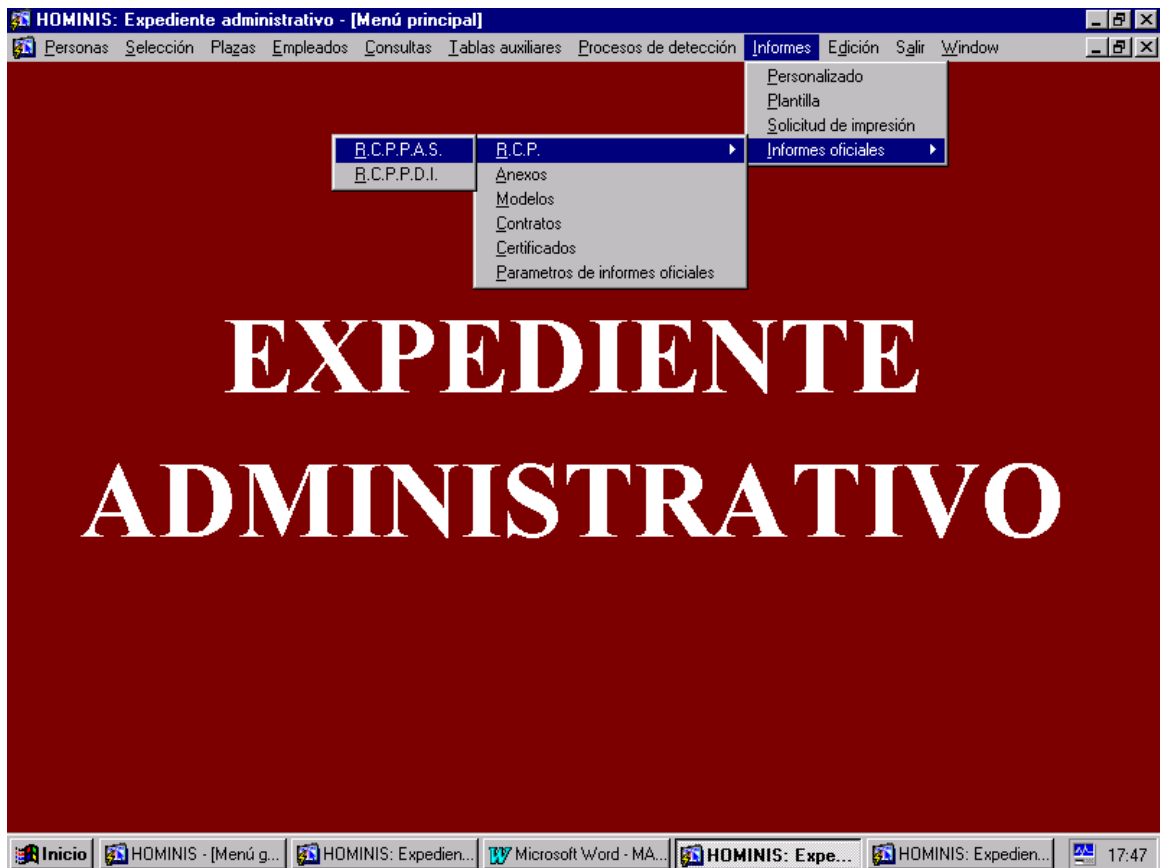 HOMINIS: Expediente administrativo - [Menú principal]
Personas Selección Plazas Empleados Consultas Tablas auxiliares Procesos de detección Informes Edición Salir Window
Personalizado
Plantilla
Solicitud de impresión
Informes oficiales
R.C.P.
Anexos
Modelos
Contratos
Certificados
Parametros de informes oficiales
R.C.P.P.A.S.
R.C.P.P.D.I.
EXPEDIENTE
ADMINISTRATIVO
Inicio HOMINIS - [Menú g... HOMINIS: Expedien... Microsoft Word - MA... HOMINIS: Expe... HOMINIS: Expedien... 17:47